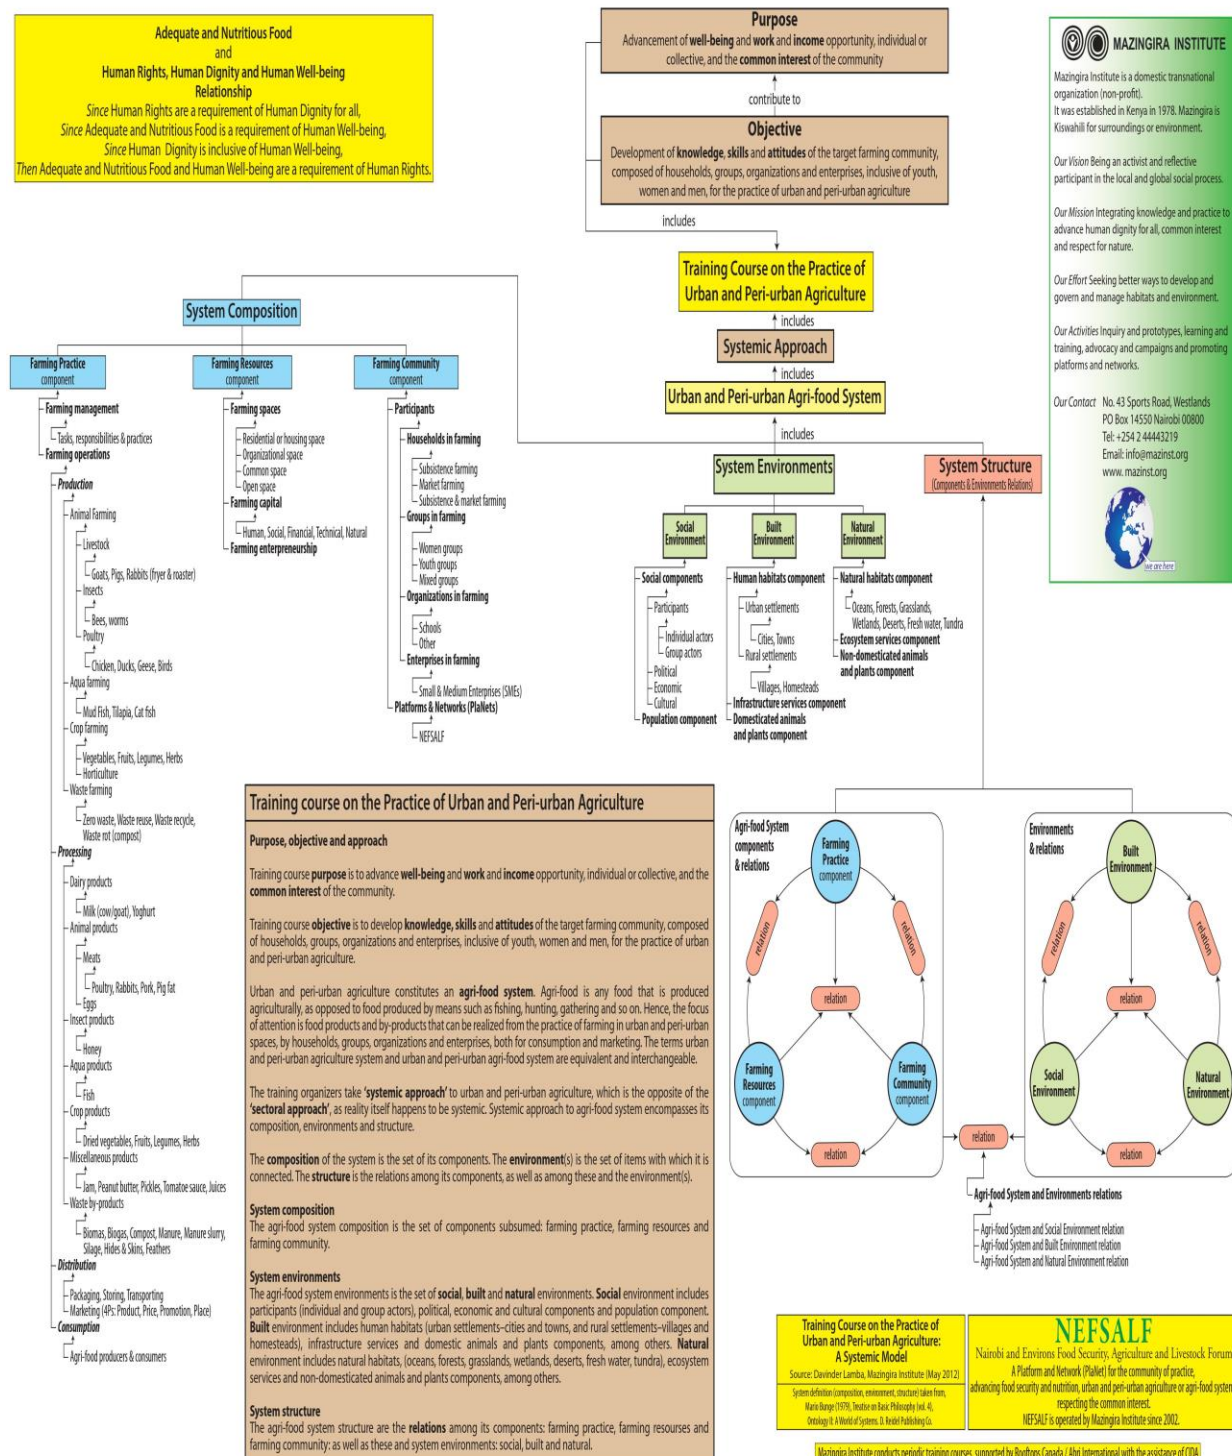 Adequate and Nutritious Food
and
Human Rights, Human Dignity and Human Well-being
Relationship
Since Human Rights are a requirement of Human Dignity for all,
Since Adequate and Nutritious Food is a requirement of Human Well-being,
Since Human Dignity is inclusive of Human Well-being,
Then Adequate and Nutritious Food and Human Well-being are a requirement of Human Rights.
Purpose
Advancement of well-being and work and income opportunity, individual or
collective, and the common interest of the community
contribute to
Objective
Development of knowledge, skills and attitudes of the target farming community,
composed of households, groups, organizations and enterprises, inclusive of youth,
women and men, for the practice of urban and peri-urban agriculture
includes
Training Course on the Practice of
Urban and Peri-urban Agriculture
includes
Systemic Approach
includes
Urban and Peri-urban Agri-food System
includes
MAZINGIRA INSTITUTE
Mazingira Institute is a domestic transnational
organization (non-profit).
It was established in Kenya in 1978. Mazingira is
Kiswahili for surroundings or environment.
Our Vision Being an activist and reflective
participant in the local and global social process.
Our Mission Integrating knowledge and practice to
advance human dignity for all, common interest
and respect for nature.
Our Effort Seeking better ways to develop and
govern and manage habitats and environment.
Our Activities Inquiry and prototypes, learning and
training, advocacy and campaigns and promoting
platforms and networks.
Our Contact No. 43 Sports Road, Westlands
PO Box 14550 Nairobi 00800
Tel: +254 2 44443219
Email: info@mazinst.org
www. mazinst.org
we are here
System Composition
Farming Practice
component
Farming management
Tasks, responsibilities & practices
Farming operations
Production
Animal Farming
Livestock
Goats, Pigs, Rabbits (fryer & roaster)
Insects
Bees, worms
Poultry
Chicken, Ducks, Geese, Birds
Aqua farming
Mud Fish, Tilapia, Cat fish
Crop farming
Vegetables, Fruits, Legumes, Herbs
Horticulture
Waste farming
Zero waste, Waste reuse, Waste recycle,
Waste rot (compost)
Processing
Dairy products
Milk (cow/goat), Yoghurt
Animal products
Meats
Poultry, Rabbits, Pork, Pig fat
Eggs
Insect products
Honey
Aqua products
Fish
Crop products
Dried vegetables, Fruits, Legumes, Herbs
Miscellaneous products
Jam, Peanut butter, Pickles, Tomatoe sauce, Juices
Waste by-products
Biomas, Biogas, Compost, Manure, Manure slurry,
Silage, Hides & Skins, Feathers
Distribution
Packaging, Storing, Transporting
Marketing (4Ps: Product, Price, Promotion, Place)
Consumption
Agri-food producers & consumers
Farming Resources
component
Farming spaces
Residential or housing space
Organizational space
Common space
Open space
Farming capital
Human, Social, Financial, Technical, Natural
Farming enterpreneurship
Farming Community
component
Participants
Households in farming
Subsistence farming
Market farming
Subsistence & market farming
Groups in farming
Women groups
Youth groups
Mixed groups
Organizations in farming
Schools
Other
Enterprises in farming
Small & Medium Enterprises (SMEs)
Platforms & Networks (PlaNets)
NEFSALF
System Environments
Social
Environment
Social components
Participants
Individual actors
Group actors
Political
Economic
Cultural
Population component
Built
Environment
Human habitats component
Urban settlements
Cities, Towns
Rural settlements
Villages, Homesteads
Infrastructure services component
Domesticated animals
and plants component
Natural
Environment
Natural habitats component
Oceans, Forests, Grasslands,
Wetlands, Deserts, Fresh water, Tundra
Ecosystem services component
Non-domesticated animals
and plants component
System Structure
(Components & Environments Relations)
Training course on the Practice of Urban and Peri-urban Agriculture
Purpose, objective and approach
Training course purpose is to advance well-being and work and income opportunity, individual or collective, and the
common interest of the community.
Training course objective is to develop knowledge, skills and attitudes of the target farming community, composed
of households, groups, organizations and enterprises, inclusive of youth, women and men, for the practice of urban
and peri-urban agriculture.
Urban and peri-urban agriculture constitutes an agri-food system. Agri-food is any food that is produced
agriculturally, as opposed to food produced by means such as fishing, hunting, gathering and so on. Hence, the focus
of attention is food products and by-products that can be realized from the practice of farming in urban and peri-urban
spaces, by households, groups, organizations and enterprises, both for consumption and marketing. The terms urban
and peri-urban agriculture system and urban and peri-urban agri-food system are equivalent and interchangeable.
The training organizers take 'systemic approach' to urban and peri-urban agriculture, which is the opposite of the
'sectoral approach', as reality itself happens to be systemic. Systemic approach to agri-food system encompasses its
composition, environments and structure.
The composition of the system is the set of its components. The environment(s) is the set of items with which it is
connected. The structure is the relations among its components, as well as among these and the environment(s).
System composition
The agri-food system composition is the set of components subsumed: farming practice, farming resources and
farming community.
System environments
The agri-food system environments is the set of social, built and natural environments. Social environment includes
participants (individual and group actors), political, economic and cultural components and population component.
Built environment includes human habitats (urban settlements–cities and towns, and rural settlements–villages and
homesteads), infrastructure services and domestic animals and plants components, among others. Natural
environment includes natural habitats, (oceans, forests, grasslands, wetlands, deserts, fresh water, tundra), ecosystem
services and non-domesticated animals and plants components, among others.
System structure
The agri-food system structure are the relations among its components: farming practice, farming resourses and
farming community: as well as these and system environments: social, built and natural.
Agri-food System
components
& relations
Farming
Practice
component
relation
relation
relation
Farming
Resources
component
Farming
Community
component
relation
Environments
& relations
Built
Environment
relation
relation
relation
Social
Environment
Natural
Environment
relation
relation
Agri-food System and Environments relations
Agri-food System and Social Environment relation
Agri-food System and Built Environment relation
Agri-food System and Natural Environment relation
Training Course on the Practice of
Urban and Peri-urban Agriculture:
A Systemic Model
Source: Davinder Lamba, Mazingira Institute (May 2012)
System definition (composition, environment, structure) taken from,
Mario Bunge (1979), Treatise on Basic Philosophy (vol. 4),
Ontology II: A World of Systems. D. Reidel Publishing Co.
NEFSALF
Nairobi and Environs Food Security, Agriculture and Livestock Forum
A Platform and Network (PlaNet) for the community of practice,
advancing food security and nutrition, urban and peri-urban agriculture or agri-food system
respecting the common interest.
NEFSALF is operated by Mazingira Institute since 2002.
Mazingira Institute conducts periodic training courses, supported by Rooftops Canada / Abri International with the assistance of CIDA